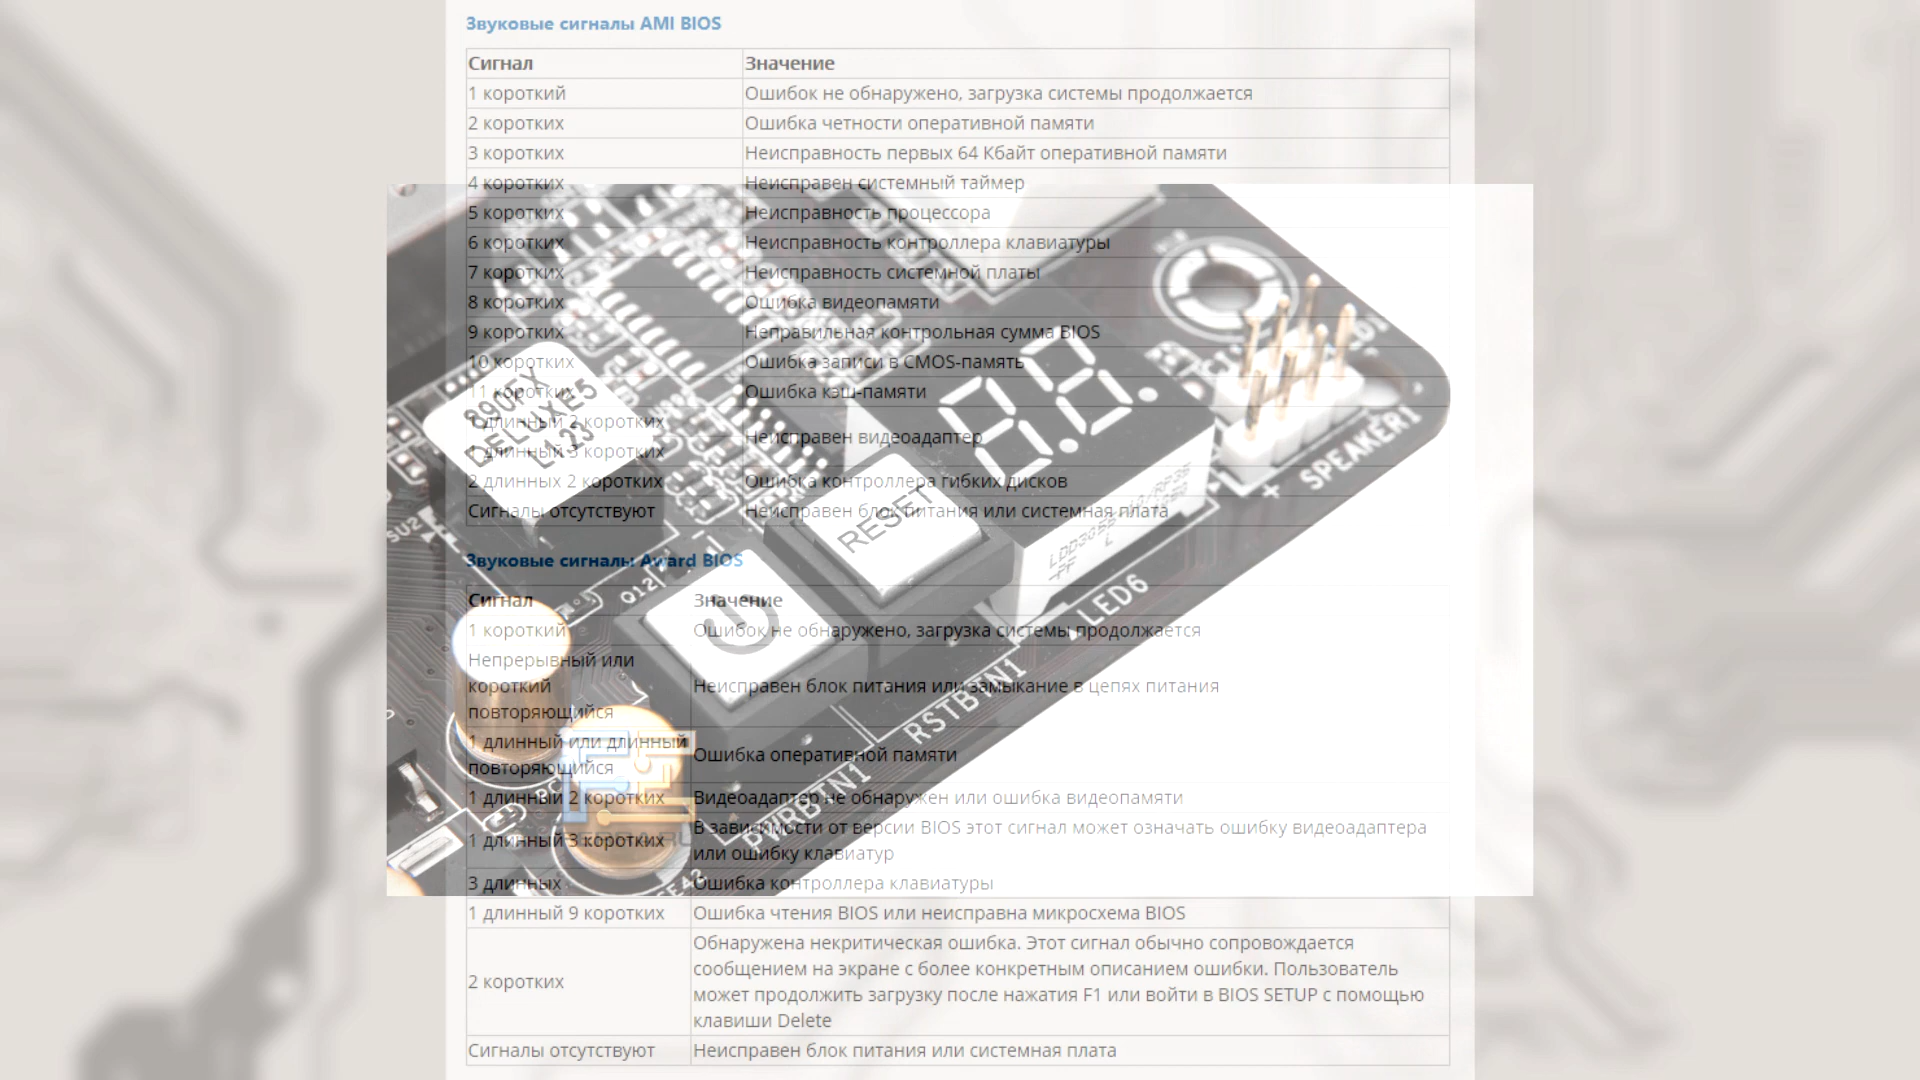 Звуковые сигналы AMI BIOS
Сигнал Значение
1 короткий Ошибок не обнаружено, загрузка системы продолжается
2 коротких Ошибка четности оперативной памяти
3 коротких Неисправность первых 64 Кбайт оперативной памяти
4 коротких Неисправен системный таймер
5 коротких Неисправность процессора
6 коротких Неисправность контроллера клавиатуры
7 коротких Неисправность системной платы
8 коротких Ошибка видеопамяти
9 коротких Неправильная контрольная сумма BIOS
10 коротких Ошибка записи в CMOS-память
11 коротких Ошибка кэш-памяти
1 длинный 2 коротких
1 длинный 3 коротких
Неисправен видеоадаптер
2 длинных 2 коротких Ошибка контроллера гибких дисков
Сигналы отсутствуют Неисправен блок питания или системная плата
890FX
DELUXE5
L1.23
RESET
SPEAKER1
LED6
RSTBTN1
PWRBTN1
SU2
Q12
Звуковые сигналы Award BIOS
Сигнал Значение
1 короткий Ошибок не обнаружено, загрузка системы продолжается
Непрерывный или
короткий
повторяющийся
Неисправен блок питания или замыкание в цепях питания
1 длинный или длинный
повторяющийся
Ошибка оперативной памяти
1 длинный 2 коротких Видеоадаптер не обнаружен или ошибка видеопамяти
1 длинный 3 коротких
В зависимости от версии BIOS этот сигнал может означать ошибку видеоадаптера
или ошибку клавиатур
3 длинных Ошибка контроллера клавиатуры
1 длинный 9 коротких Ошибка чтения BIOS или неисправна микросхема BIOS
2 коротких
Обнаружена некритическая ошибка. Этот сигнал обычно сопровождается
сообщением на экране с более конкретным описанием ошибки. Пользователь
может продолжить загрузку после нажатия F1 или войти в BIOS SETUP с помощью
клавиши Delete
Сигналы отсутствуют Неисправен блок питания или системная плата